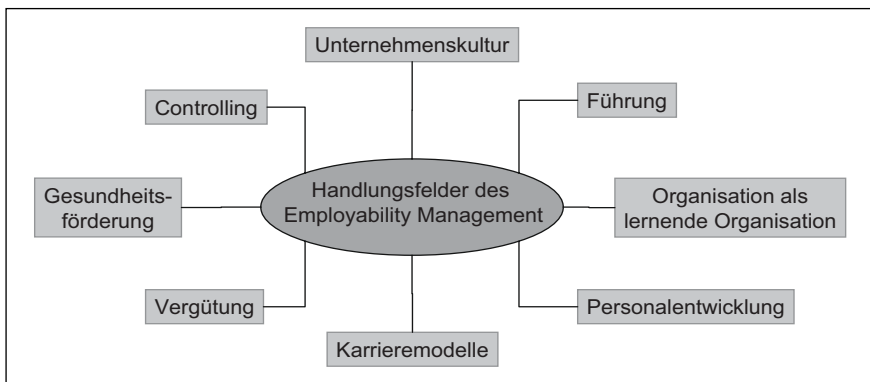 Unternehmenskultur
Controlling
Führung
Gesundheits-
förderung
Handlungsfelder des
Employability Management
Organisation als
lernende Organisation
Vergütung
Personalentwicklung
Karrieremodelle